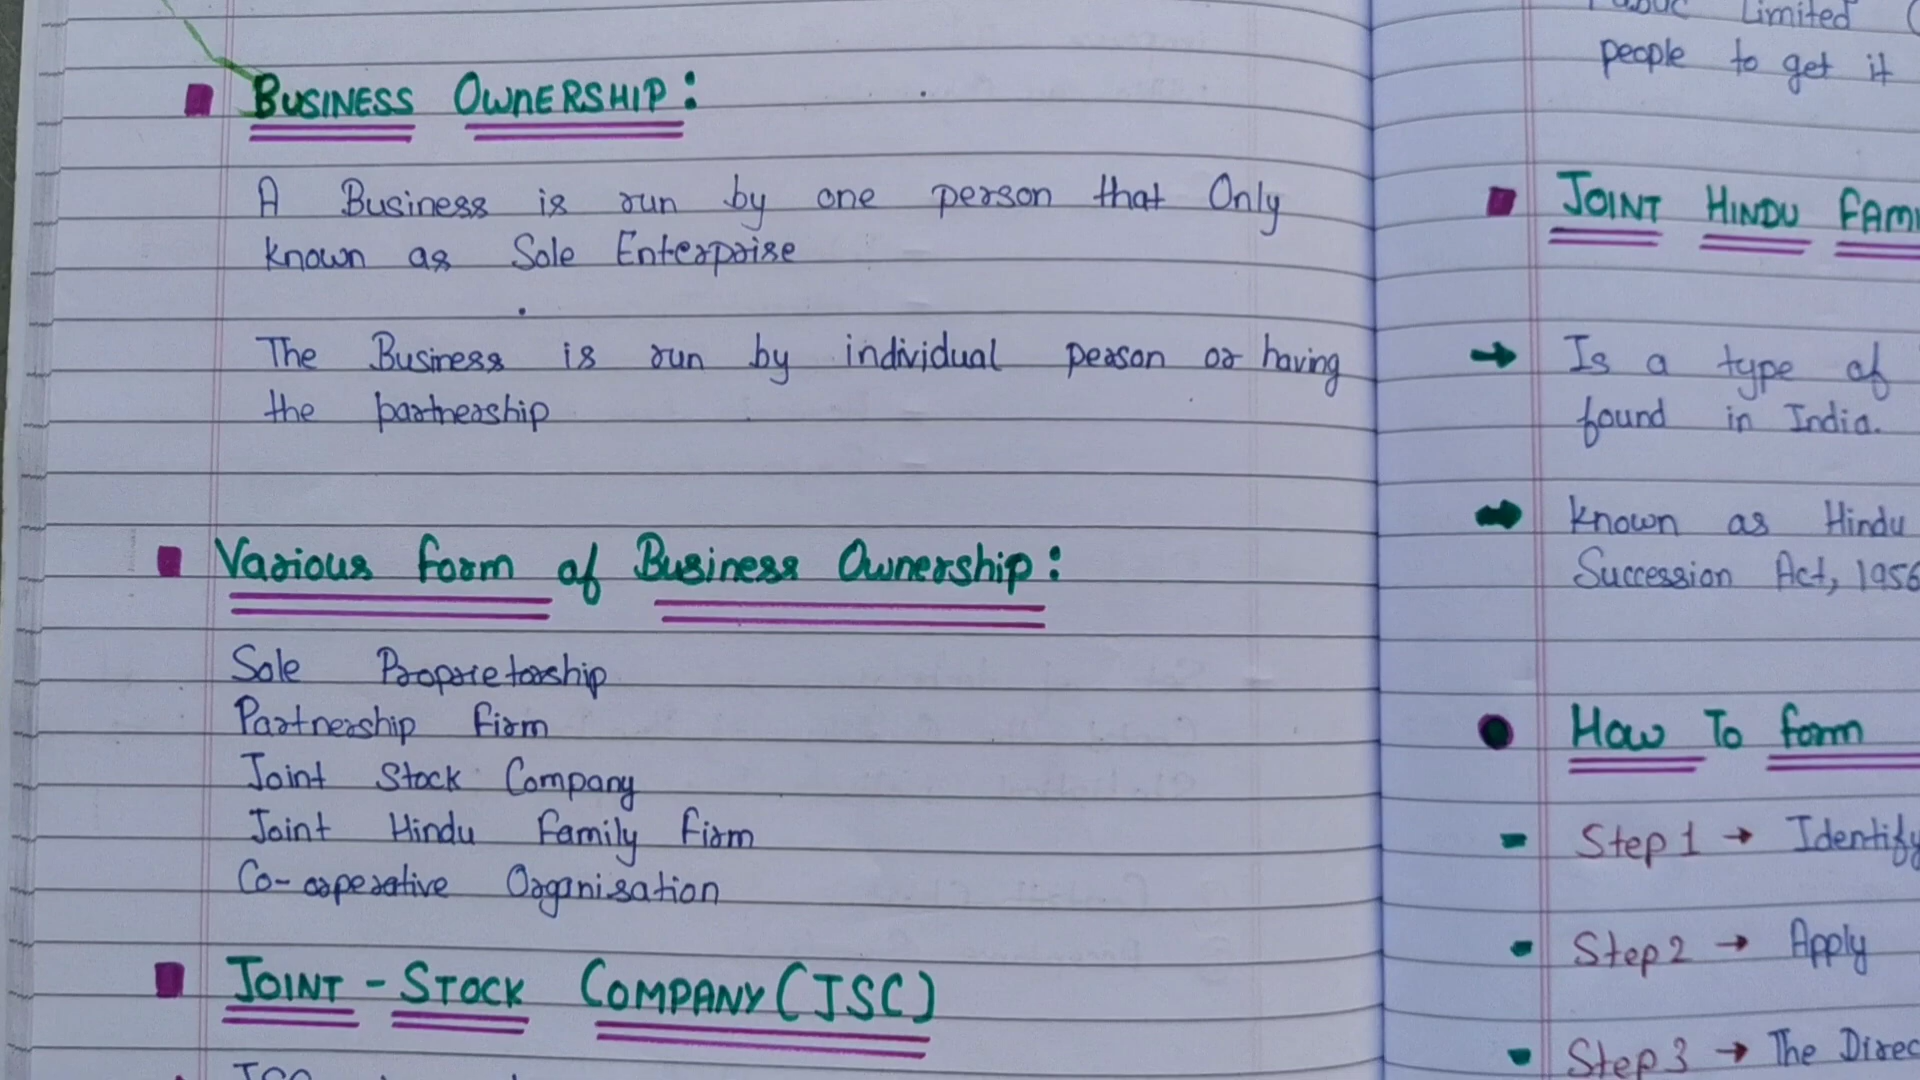 BUSINESS OWNERSHIP:
A Business is run by one person that Only
known as Sole Enterprise
The Business is run by individual person or having
the partnership
Various form of Business Ownership:
Sole Propretorship
Partnership Firm
Joint Stock Company
Joint Hindu Family Firm
Co-operative Organisation
JOINT - STOCK COMPANY (JSC)
Limited
people to get it
JOINT HINDU
→ Is a type of
found in India.
→ known as Hindu
Succession Act, 1956
How To form
- Step 1 → Identify
- Step 2 → Apply
- Step 3 → The